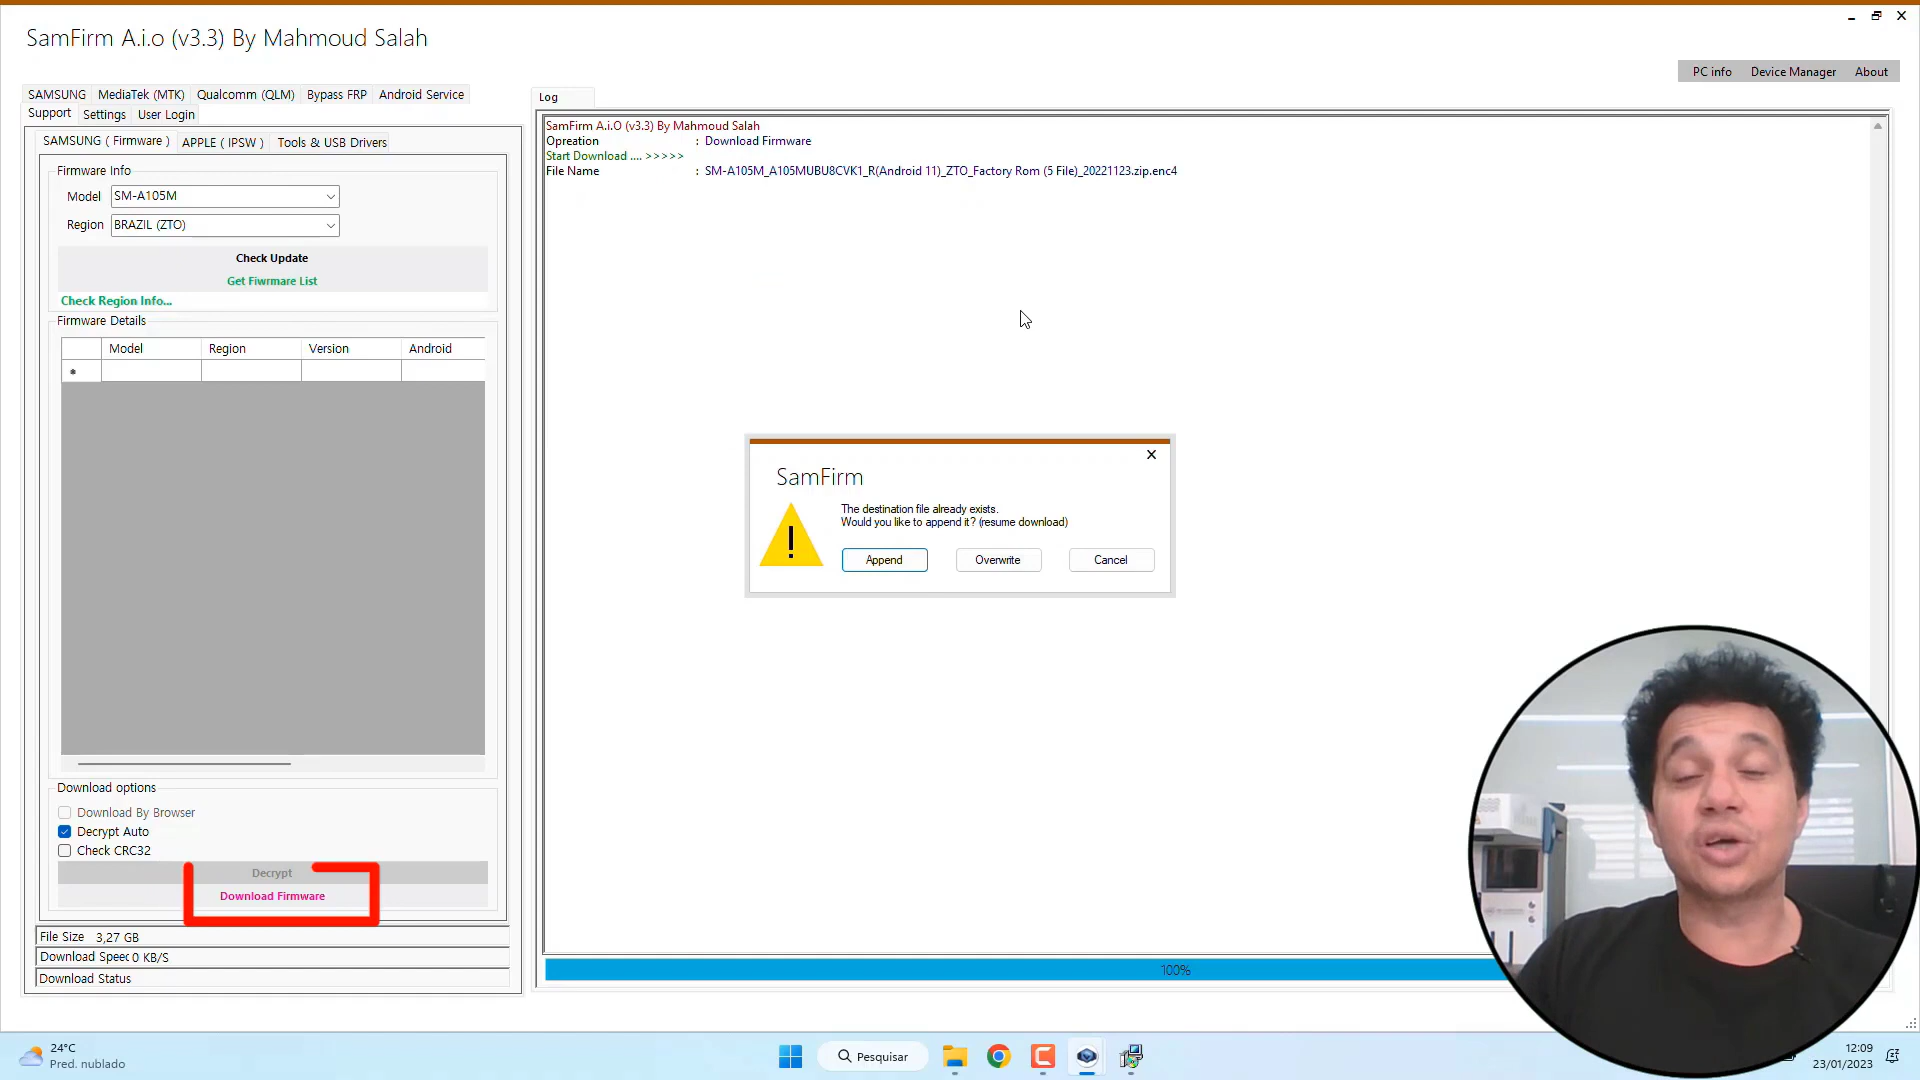 SamFirm A.i.o (v3.3) By Mahmoud Salah
PC info Device Manager About
SAMSUNG MediaTek (MTK) Qualcomm (QLM) Bypass FRP Android Service
Support Settings User Login
SAMSUNG ( Firmware ) APPLE ( IPSW ) Tools & USB Drivers
Firmware Info
Model SM-A105M
Region BRAZIL (ZTO)
Check Update
Get Fiwrmare List
Check Region Info...
Firmware Details
Model Region Version Android
*
Download options
Download By Browser
Decrypt Auto
Check CRC32
Decrypt
Download Firmware
File Size 3,27 GB
Download Speec 0 KB/S
Download Status
Log
SamFirm A.i.O (v3.3) By Mahmoud Salah
Opreation : Download Firmware
Start Download .... >>>>>
File Name : SM-A105M_A105MUBU8CVK1_R(Android 11)_ZTO_Factory Rom (5 File)_20221123.zip.enc4
SamFirm
The destination file already exists.
Would you like to append it? (resume download)
Append Overwrite Cancel
100%
24°C
Pred. nublado
Pesquisar
12:09
23/01/2023